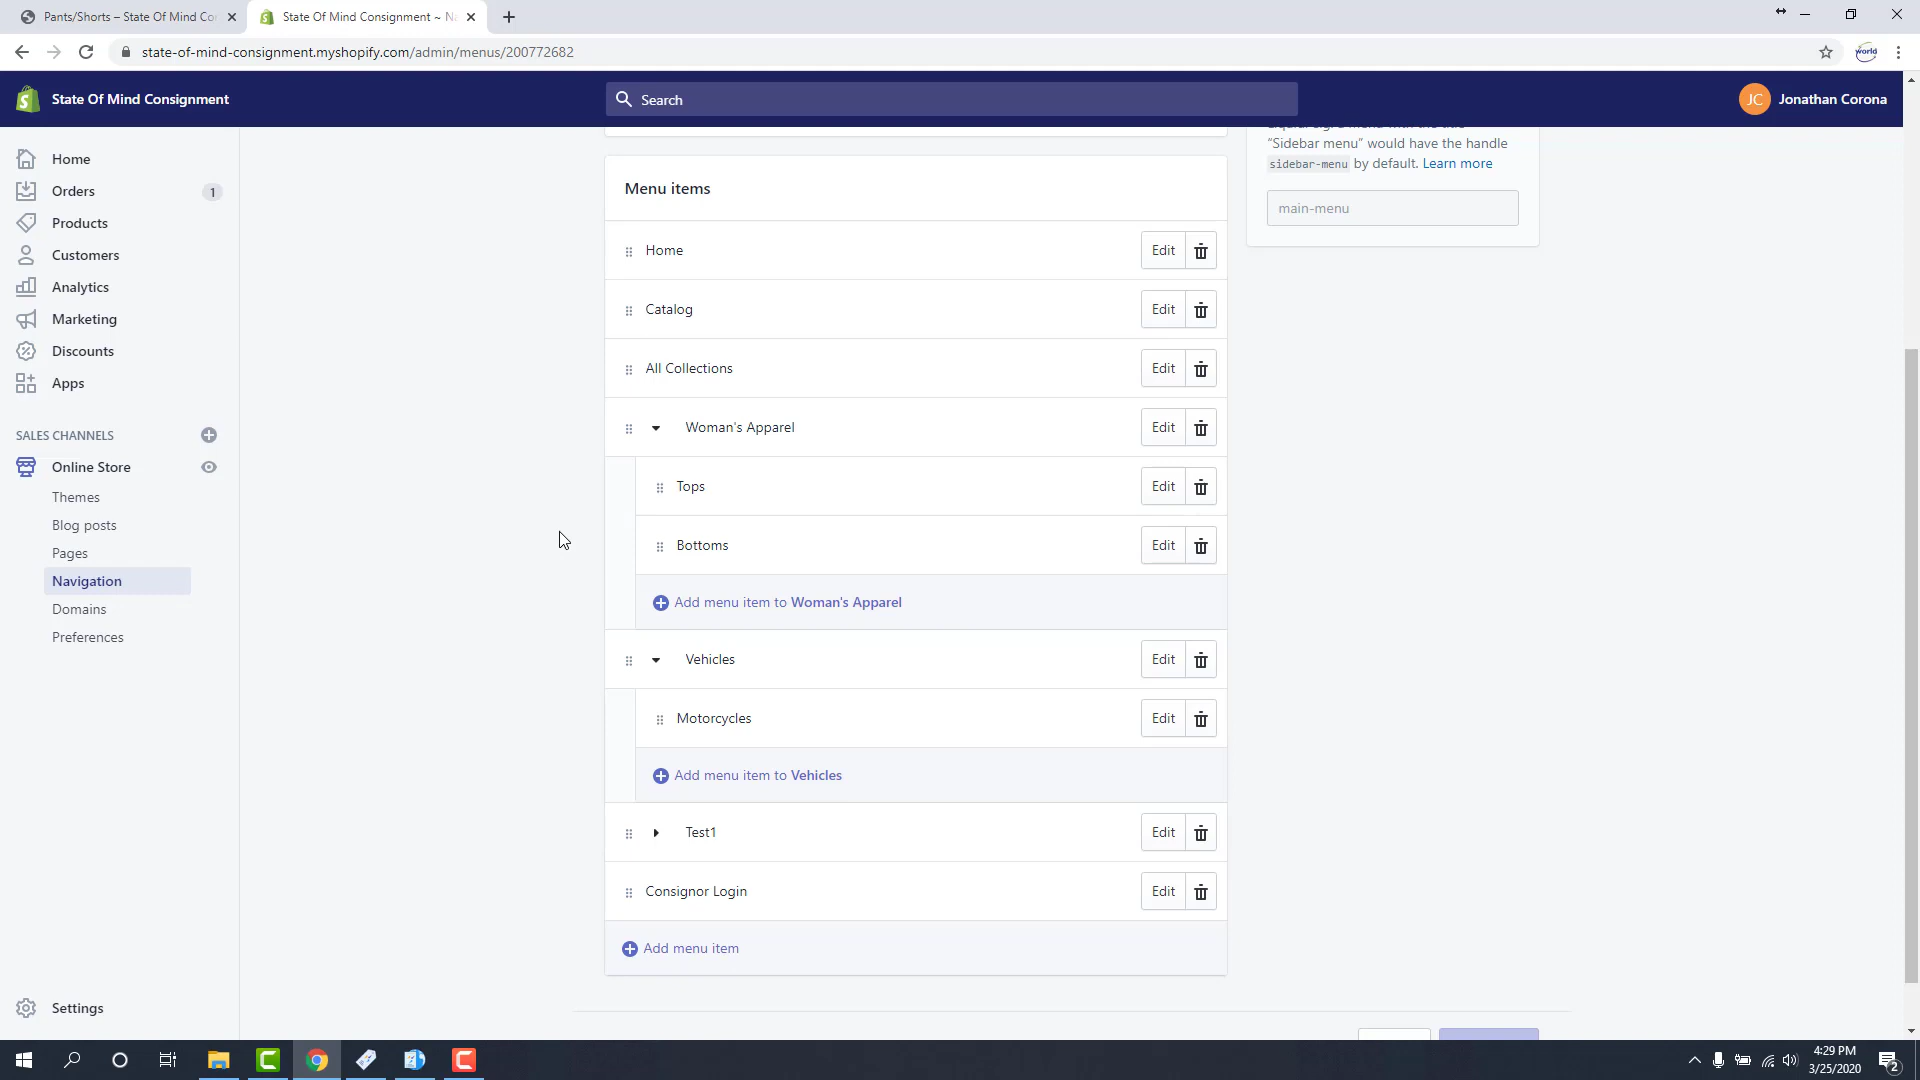 Pants/Shorts – State Of Mind Co
State Of Mind Consignment ~ Na
state-of-mind-consignment.myshopify.com/admin/menus/200772682
world
State Of Mind Consignment
Search
JC
Jonathan Corona
Home
Orders
1
Products
Customers
Analytics
Marketing
Discounts
Apps
SALES CHANNELS
Online Store
Themes
Blog posts
Pages
Navigation
Domains
Preferences
Settings
Menu items
Home
Edit
Catalog
Edit
All Collections
Edit
Woman's Apparel
Edit
Tops
Edit
Bottoms
Edit
Add menu item to Woman's Apparel
Vehicles
Edit
Motorcycles
Edit
Add menu item to Vehicles
Test1
Edit
Consignor Login
Edit
Add menu item
“Sidebar menu” would have the handle
sidebar-menu by default. Learn more
main-menu
4:29 PM
3/25/2020
2